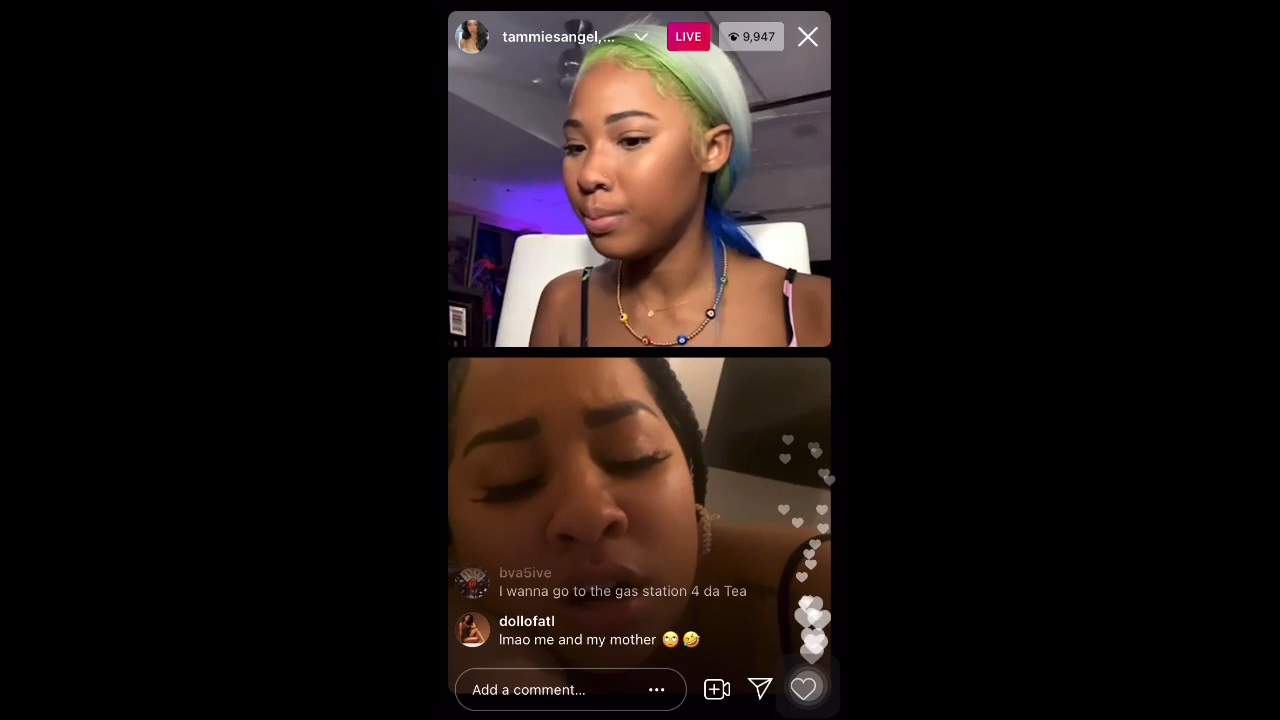 tammiesangel,...
LIVE
9,947
bva5ive
I wanna go to the gas station 4 da Tea
dollofatl
lmao me and my mother 🙄🤣
Add a comment...